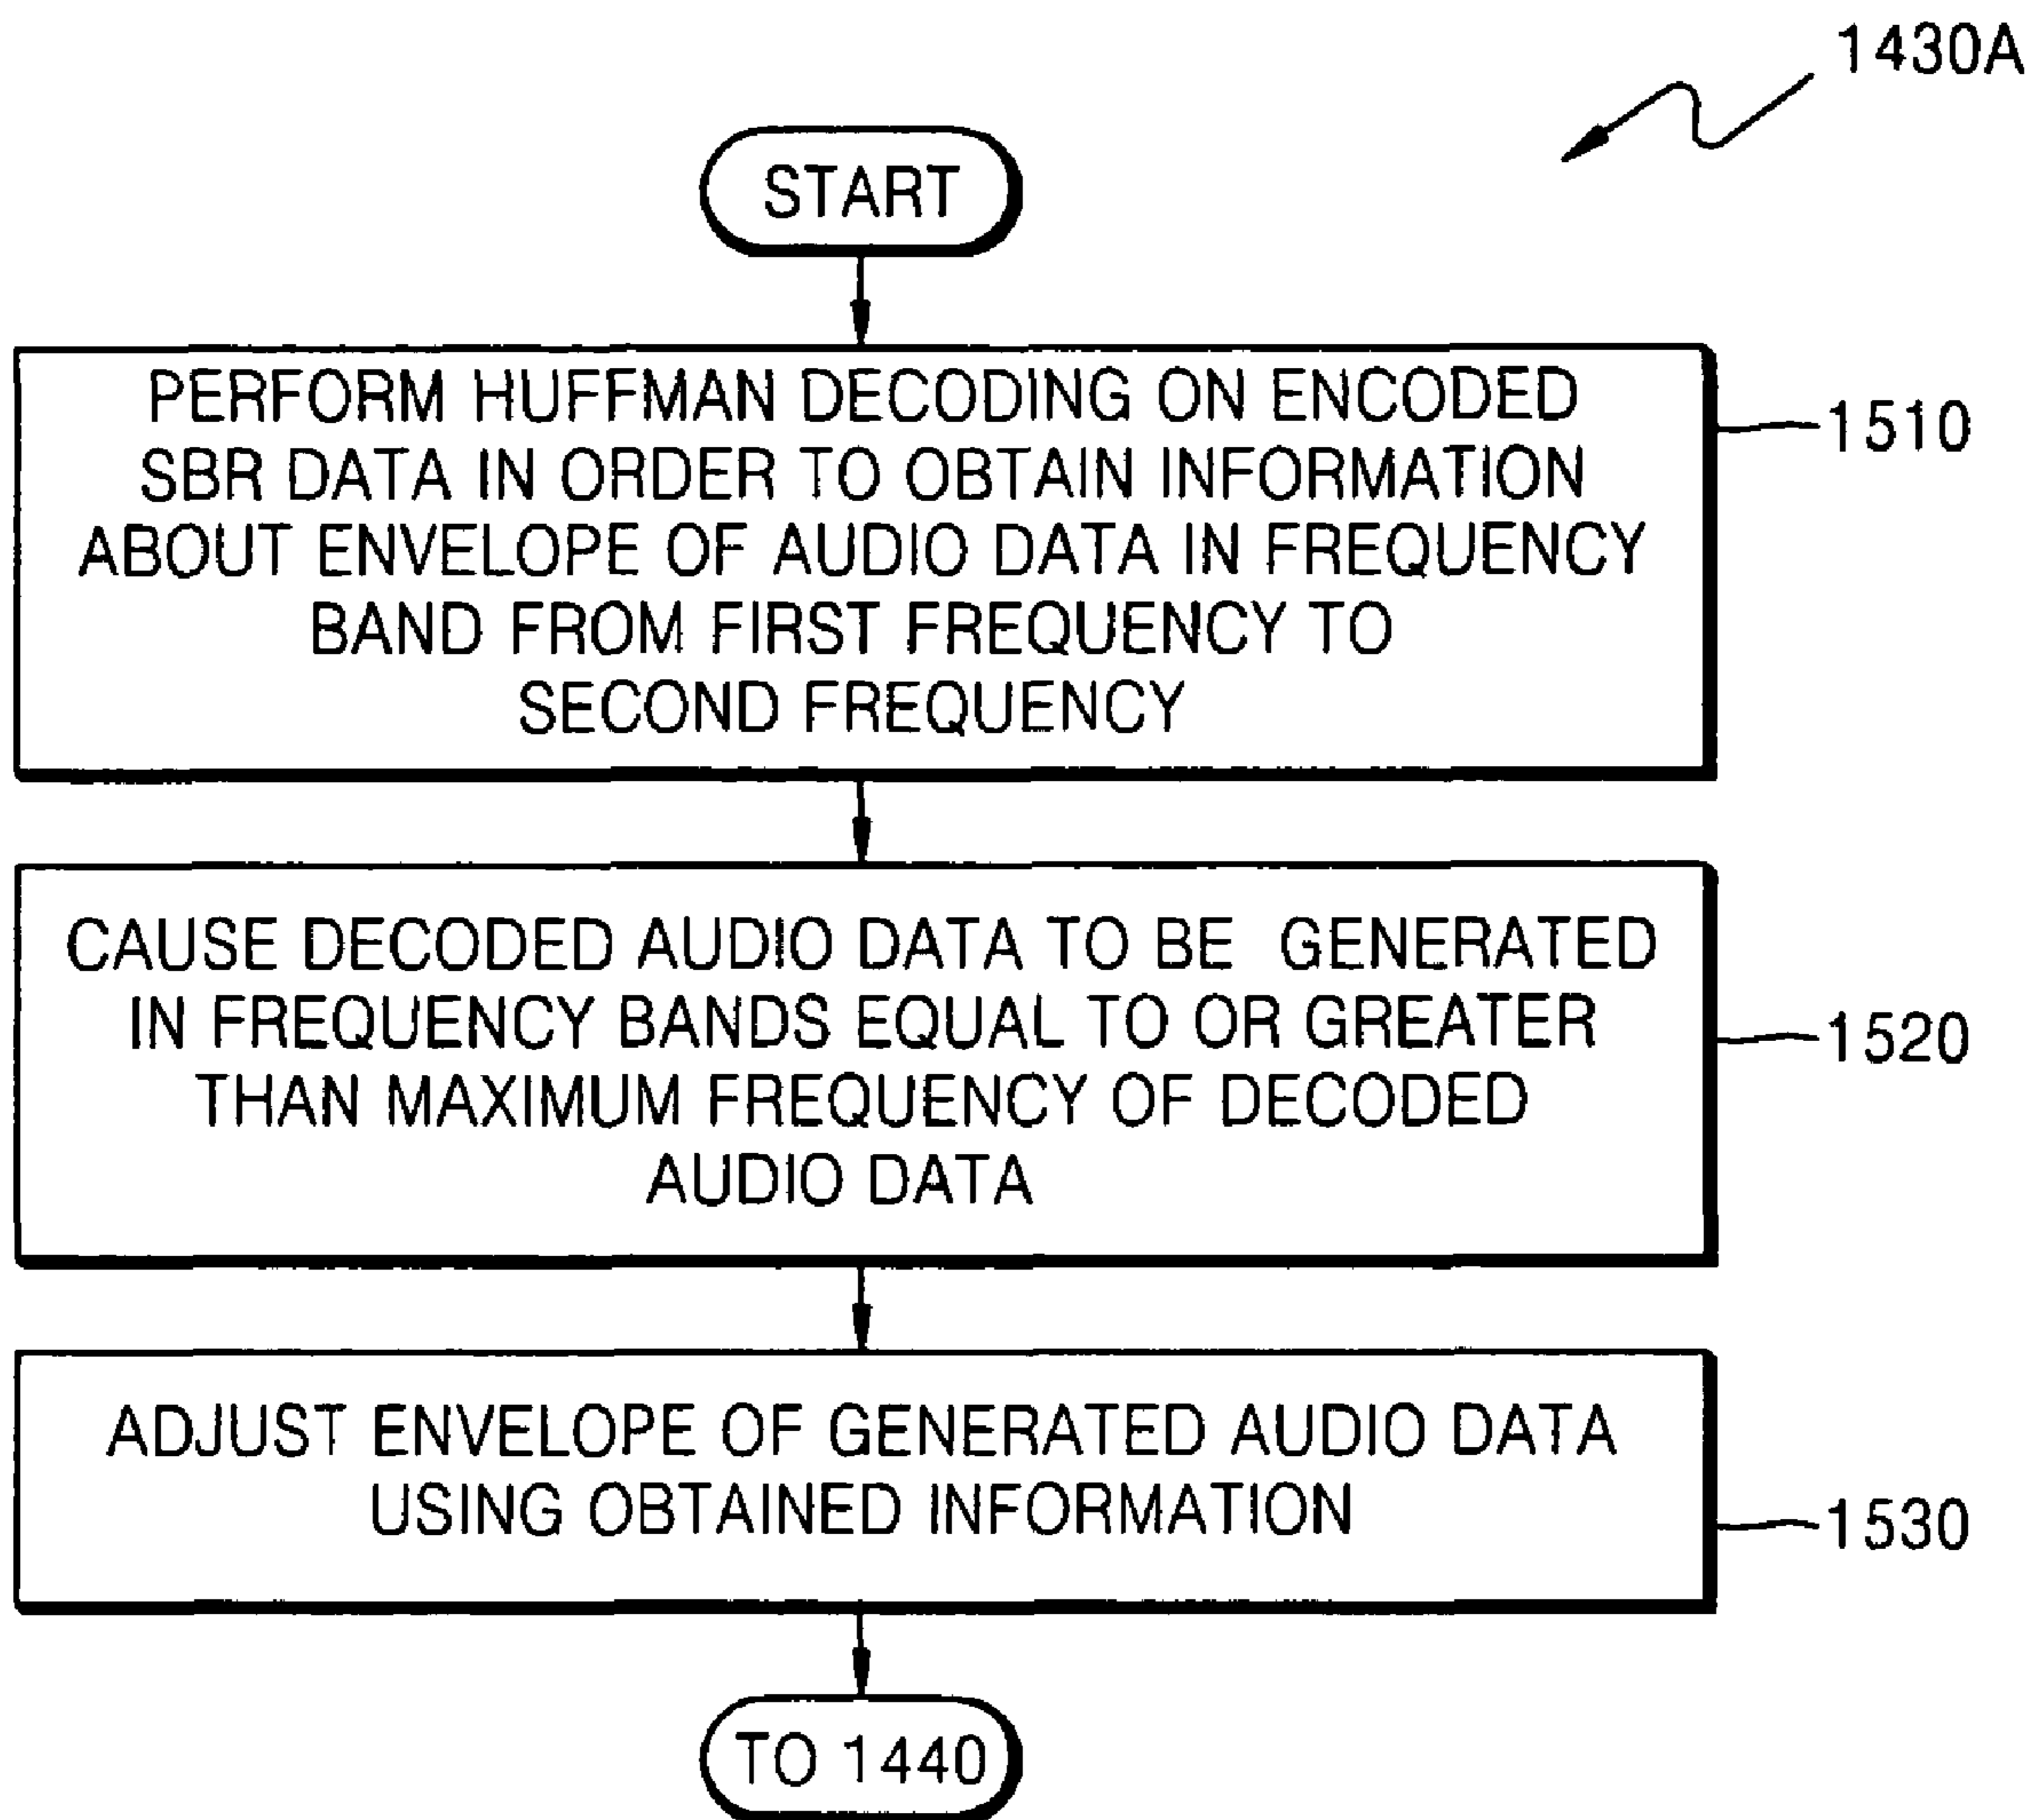 1430A
START
PERFORM HUFFMAN DECODING ON ENCODED
SBR DATA IN ORDER TO OBTAIN INFORMATION
ABOUT ENVELOPE OF AUDIO DATA IN FREQUENCY
BAND FROM FIRST FREQUENCY TO
SECOND FREQUENCY
1510
CAUSE DECODED AUDIO DATA TO BE GENERATED
IN FREQUENCY BANDS EQUAL TO OR GREATER
THAN MAXIMUM FREQUENCY OF DECODED
AUDIO DATA
1520
ADJUST ENVELOPE OF GENERATED AUDIO DATA
USING OBTAINED INFORMATION
1530
TO 1440